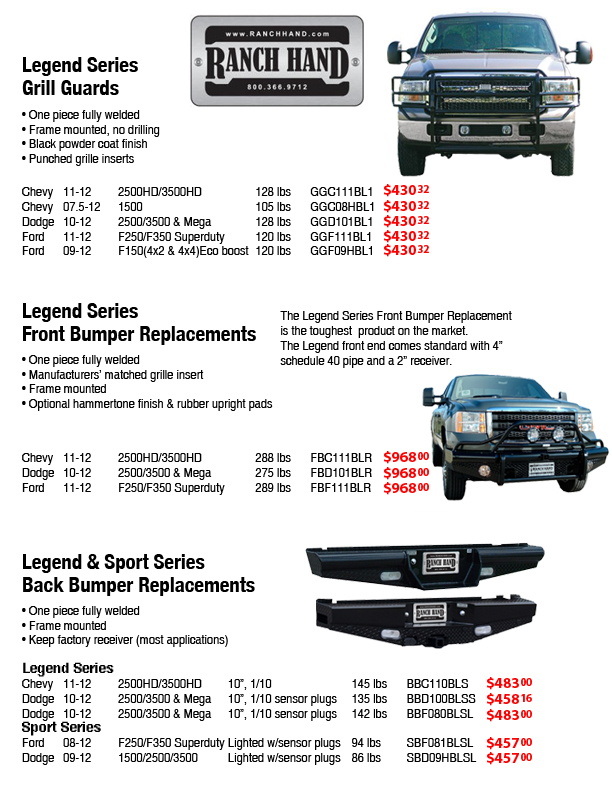 www.RANCHHAND.com
RANCH HAND
800.366.9712
Legend Series
Grill Guards
• One piece fully welded
• Frame mounted, no drilling
• Black powder coat finish
• Punched grille inserts
Chevy 11-12 2500HD/3500HD 128 lbs GGC111BL1 $430 32
Chevy 07.5-12 1500 105 lbs GGC08HBL1 $430 32
Dodge 10-12 2500/3500 & Mega 128 lbs GGD101BL1 $430 32
Ford 11-12 F250/F350 Superduty 120 lbs GGF111BL1 $430 32
Ford 09-12 F150(4x2 & 4x4)Eco boost 120 lbs GGF09HBL1 $430 32
Legend Series
Front Bumper Replacements
• One piece fully welded
• Manufacturers' matched grille insert
• Frame mounted
• Optional hammertone finish & rubber upright pads
The Legend Series Front Bumper Replacement
is the toughest product on the market.
The Legend front end comes standard with 4"
schedule 40 pipe and a 2" receiver.
Chevy 11-12 2500HD/3500HD 288 lbs FBC111BLR $968 00
Dodge 10-12 2500/3500 & Mega 275 lbs FBD101BLR $968 00
Ford 11-12 F250/F350 Superduty 289 lbs FBF111BLR $968 00
Legend & Sport Series
Back Bumper Replacements
• One piece fully welded
• Frame mounted
• Keep factory receiver (most applications)
RANCH HAND
RANCH HAND
Legend Series
Chevy 11-12 2500HD/3500HD 10", 1/10 145 lbs BBC110BLS $483 00
Dodge 10-12 2500/3500 & Mega 10", 1/10 sensor plugs 135 lbs BBD100BLSS $458 16
Dodge 10-12 2500/3500 & Mega 10", 1/10 sensor plugs 142 lbs BBF080BLSL $483 00
Sport Series
Ford 08-12 F250/F350 Superduty Lighted w/sensor plugs 94 lbs SBF081BLSL $457 00
Dodge 09-12 1500/2500/3500 Lighted w/sensor plugs 86 lbs SBD09HBLSL $457 00